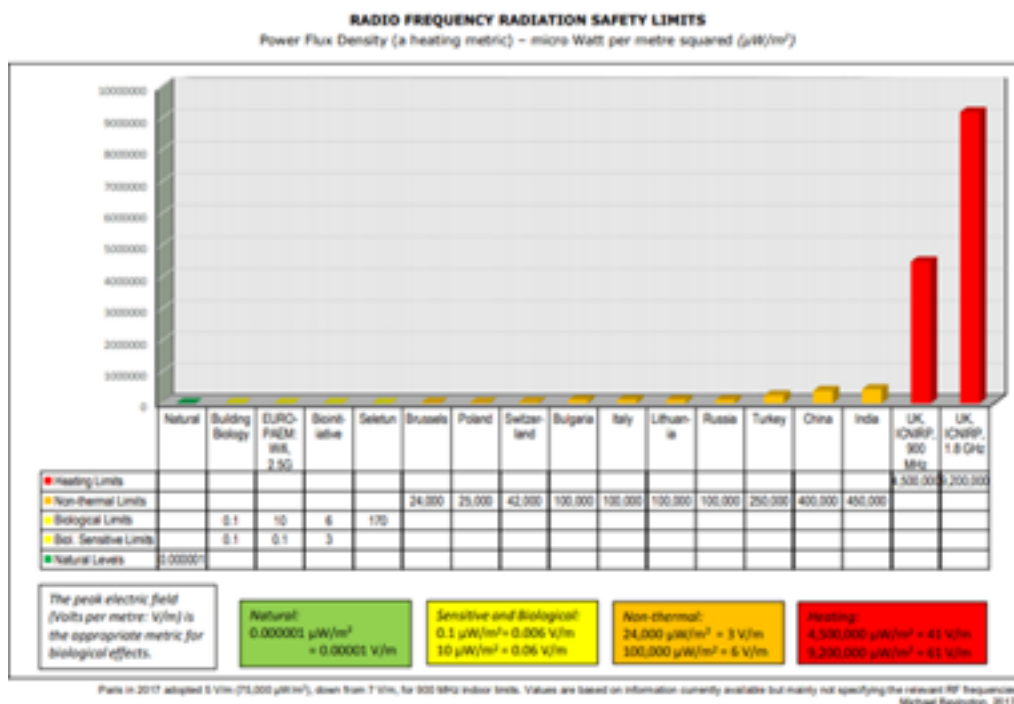 RADIO FREQUENCY RADIATION SAFETY LIMITS
Power Flux Density (a heating metric) – micro Watt per metre squared (µW/m²)
10000000
9000000
8000000
7000000
6000000
5000000
4000000
3000000
2000000
1000000
0
Natural Building Biology EURO-PAEM: Wifi, 2.5G Bioinit-iative Seletun Brussels Poland Switzer-land Bulgaria Italy Lithuan-ia Russia Turkey China India UK, ICNIRP, 900 MHz UK, ICNIRP, 1.8 GHz
Heating Limits 4,500,000 9,200,000
Non-thermal Limits 24,000 25,000 42,000 100,000 100,000 100,000 100,000 250,000 400,000 450,000
Biological Limits 0.1 10 6 170
Biol. Sensitive Limits 0.1 0.1 3
Natural Levels 0.000001
The peak electric field
(Volts per metre: V/m) is
the appropriate metric for
biological effects.
Natural:
0.000001 µW/m²
= 0.00001 V/m
Sensitive and Biological:
0.1 µW/m² = 0.006 V/m
10 µW/m² = 0.06 V/m
Non-thermal:
24,000 µW/m² = 3 V/m
100,000 µW/m² = 6 V/m
Heating:
4,500,000 µW/m² = 41 V/m
9,200,000 µW/m² = 61 V/m
Paris in 2017 adopted 5 V/m (70,000 µW/m²), down from 7 V/m, for 900 MHz indoor limits. Values are based on information currently available but mainly not specifying the relevant RF frequencies
Michael Bevington, 2017